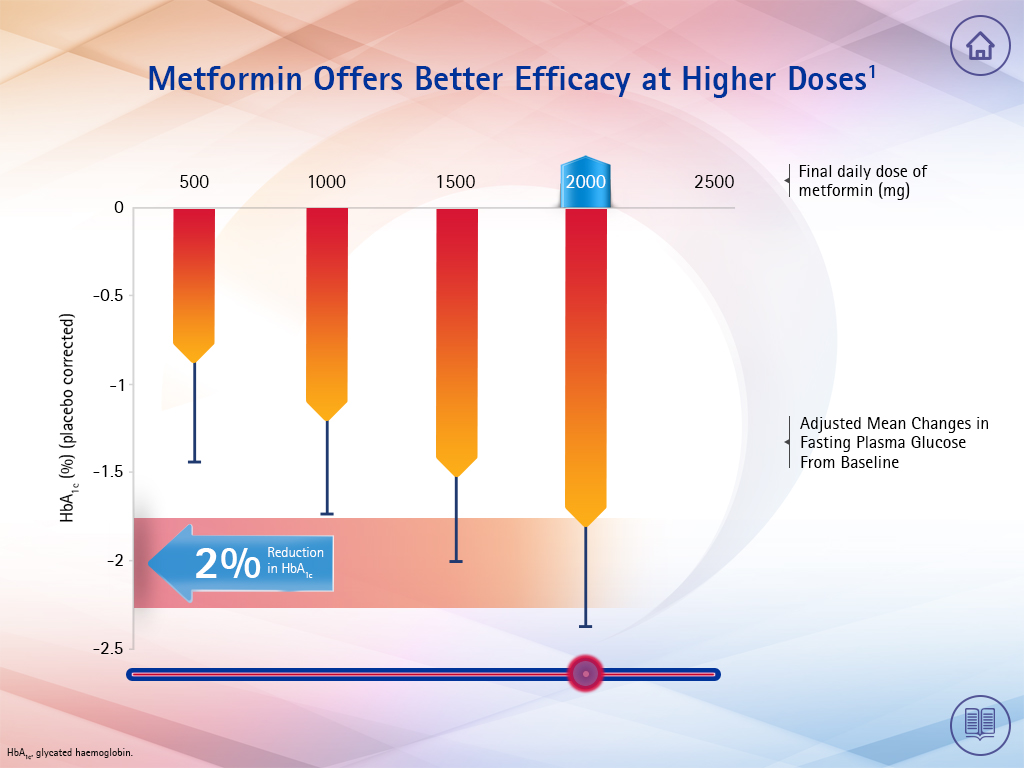 Metformin Offers Better Efficacy at Higher Doses1
500 1000 1500 2000 2500
Final daily dose of
metformin (mg)
0
-0.5
-1
-1.5
-2
-2.5
HbA1c (%) (placebo corrected)
Adjusted Mean Changes in
Fasting Plasma Glucose
From Baseline
2% Reduction
in HbA1c
HbA1c, glycated haemoglobin.